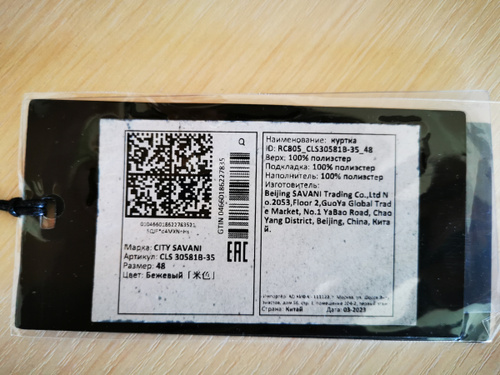 Q
GTIN 04660186227835
Марка: CITY SAVANI
Артикул: CLS 30581B-35
Размер: 48
Цвет: Бежевый「米色」
EAC
Наименование: куртка
ID: RC805_CLS30581B-35_48
Верх: 100% полиэстер
Подкладка: 100% полиэстер
Наполнитель: 100% полиэстер
Изготовитель:
Beijing SAVANI Trading Co.,Ltd N
o.2053,Floor 2,GuoYa Global Trad
e Market, No.1 YaBao Road, Chao
Yang District, Beijing, China, Кита
й.
Страна: Китай
Дата: 03-2023